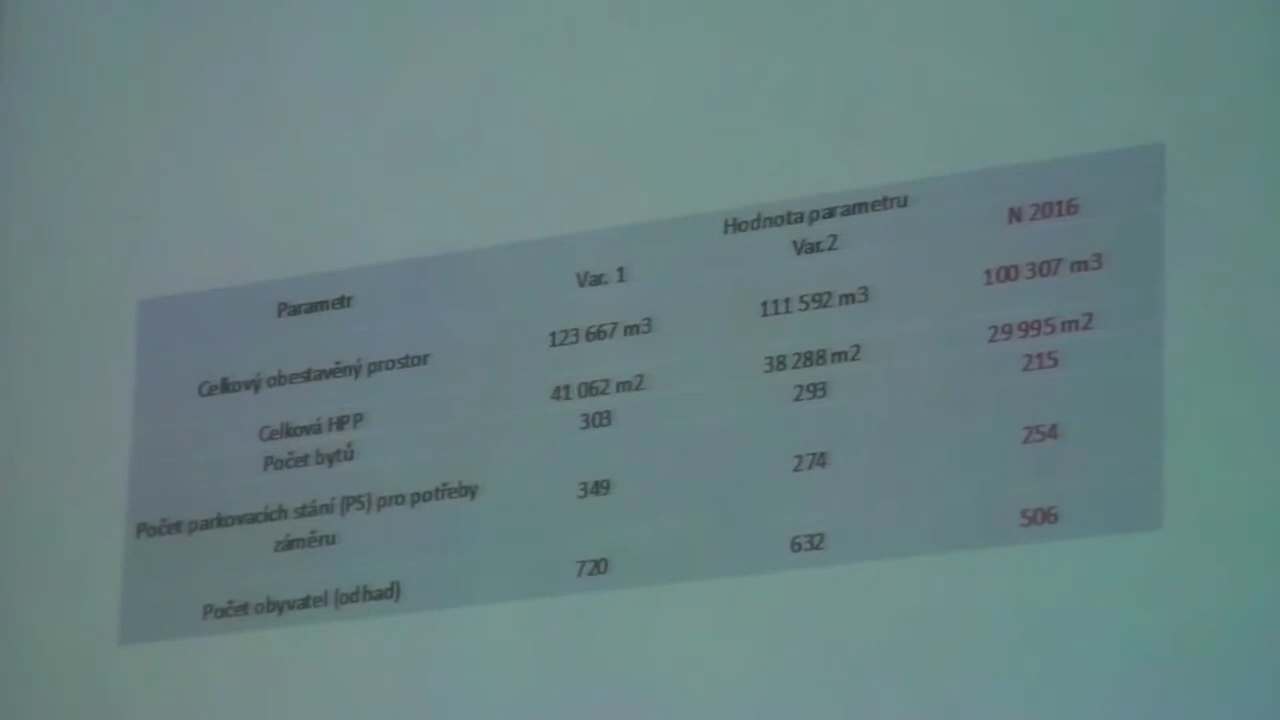 Hodnota parametru
Parametr Var. 1 Var.2 N 2016
Celkový obestavěný prostor 123 667 m3 111 592 m3 100 307 m3
Celková HPP 41 062 m2 38 288 m2 29 995 m2
Počet bytů 303 293 215
Počet parkovacích stání (PS) pro potřeby
záměru 349 274 254
Počet obyvatel (odhad) 720 632 506